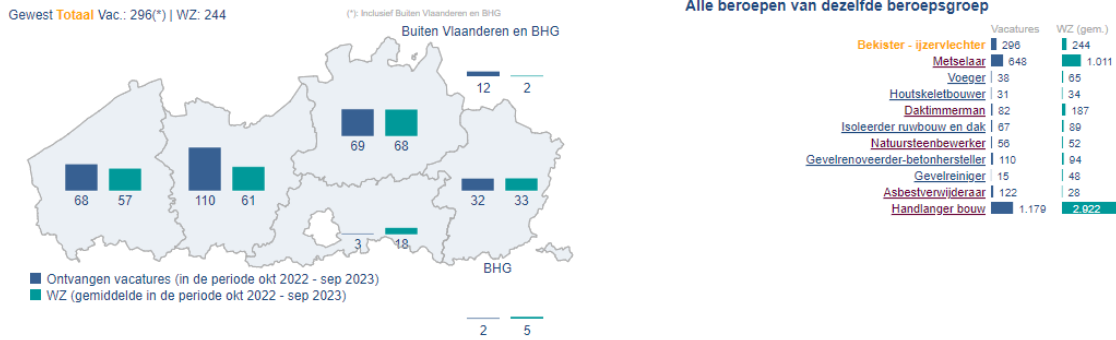 Gewest Totaal Vac.: 296(*) | WZ: 244
(*): Inclusief Buiten Vlaanderen en BHG
Buiten Vlaanderen en BHG
12 2
69 68
68 57
110 61
32 33
3 18
BHG
2 5
Ontvangen vacatures (in de periode okt 2022 - sep 2023)
WZ (gemiddelde in de periode okt 2022 - sep 2023)
Alle beroepen van dezelfde beroepsgroep
Vacatures WZ (gem.)
Bekister - ijzervlechter 296 244
Metselaar 648 1.011
Voeger 38 65
Houtskeletbouwer 31 34
Daktimmerman 82 187
Isoleerder ruwbouw en dak 67 89
Natuursteenbewerker 56 52
Gevelrenoveerder-betonhersteller 110 94
Gevelreiniger 15 48
Asbestverwijderaar 122 28
Handlanger bouw 1.179 2.922